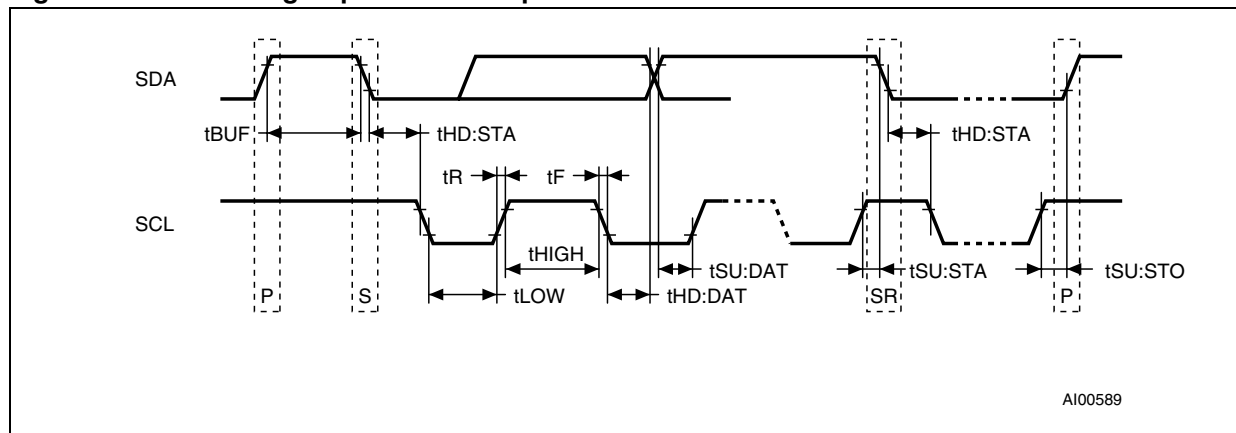 SDA
tBUF
tHD:STA
tHD:STA
tR
tF
SCL
tHIGH
tSU:DAT
tSU:STA
tSU:STO
P
S
tLOW
tHD:DAT
SR
P
AI00589